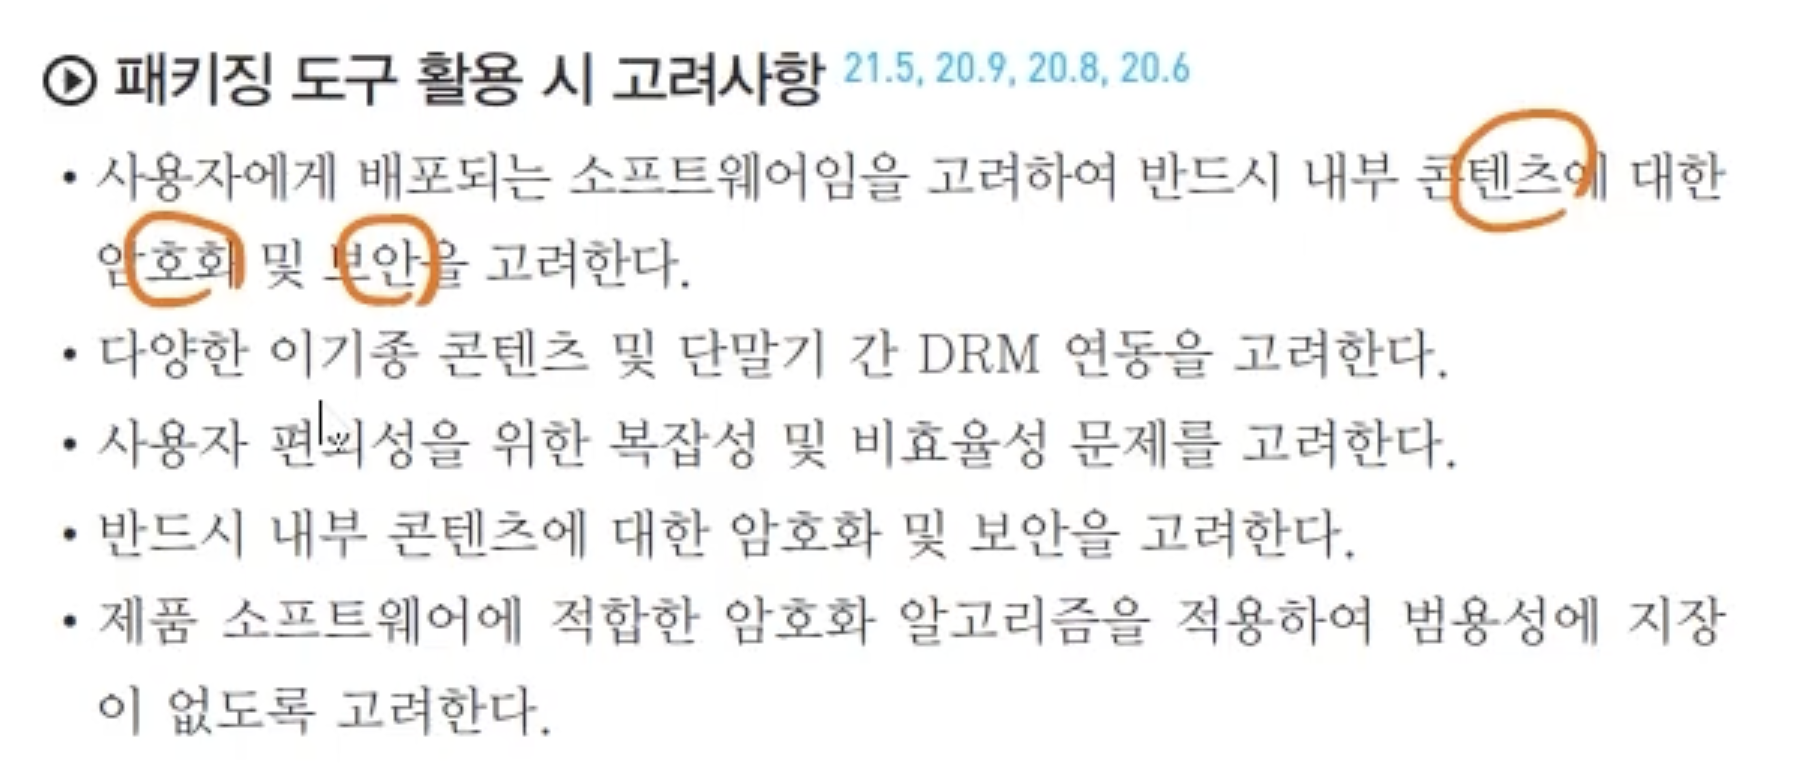 패키징 도구 활용 시 고려사항 21.5, 20.9, 20.8, 20.6
• 사용자에게 배포되는 소프트웨어임을 고려하여 반드시 내부 콘텐츠에 대한
암호화 및 보안을 고려한다.
• 다양한 이기종 콘텐츠 및 단말기 간 DRM 연동을 고려한다.
• 사용자 편의성을 위한 복잡성 및 비효율성 문제를 고려한다.
• 반드시 내부 콘텐츠에 대한 암호화 및 보안을 고려한다.
• 제품 소프트웨어에 적합한 암호화 알고리즘을 적용하여 범용성에 지장
이 없도록 고려한다.